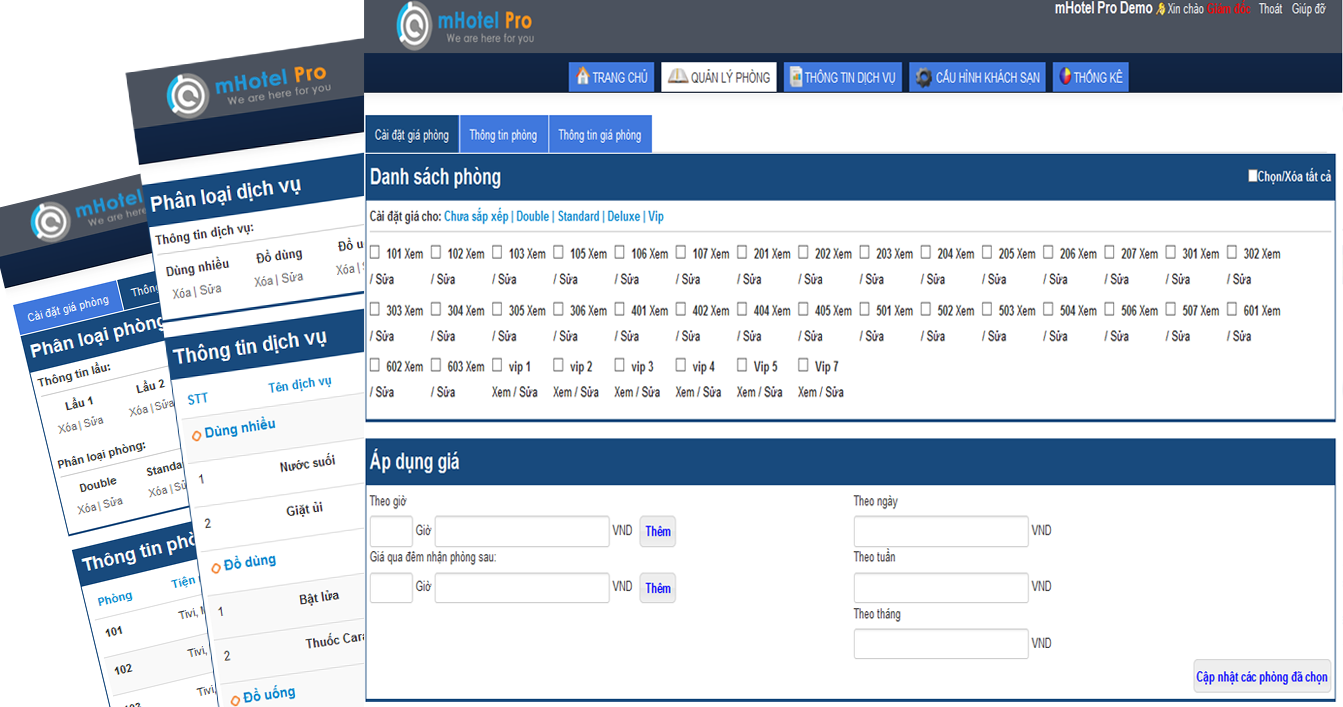 mHotel Pro
We are here for you
mHotel Pro Demo Xin chào Giám đốc Thoát Giúp đỡ
TRANG CHỦ QUẢN LÝ PHÒNG THÔNG TIN DỊCH VỤ CẤU HÌNH KHÁCH SẠN THỐNG KÊ
Cài đặt giá phòng Thông tin phòng Thông tin giá phòng
Danh sách phòng
Chọn/Xóa tất cả
Cài đặt giá cho: Chưa sắp xếp | Double | Standard | Deluxe | Vip
101 Xem 102 Xem 103 Xem 105 Xem 106 Xem 107 Xem 201 Xem 202 Xem 203 Xem 204 Xem 205 Xem 206 Xem 207 Xem 301 Xem 302 Xem
/ Sửa / Sửa / Sửa / Sửa / Sửa / Sửa / Sửa / Sửa / Sửa / Sửa / Sửa / Sửa / Sửa / Sửa / Sửa
303 Xem 304 Xem 305 Xem 306 Xem 401 Xem 402 Xem 404 Xem 405 Xem 501 Xem 502 Xem 503 Xem 504 Xem 506 Xem 507 Xem 601 Xem
/ Sửa / Sửa / Sửa / Sửa / Sửa / Sửa / Sửa / Sửa / Sửa / Sửa / Sửa / Sửa / Sửa / Sửa / Sửa
602 Xem 603 Xem vip 1 vip 2 vip 3 vip 4 Vip 5 Vip 7
/ Sửa / Sửa Xem / Sửa Xem / Sửa Xem / Sửa Xem / Sửa Xem / Sửa Xem / Sửa
Áp dụng giá
Theo giờ
Giờ VND Thêm
Giá qua đêm nhận phòng sau:
Giờ VND Thêm
Theo ngày
VND
Theo tuần
VND
Theo tháng
VND
Cập nhật các phòng đã chọn
mHotel Pro
We are here for you
Phân loại dịch vụ
Thông tin dịch vụ:
Dùng nhiều Đồ dùng Đồ u
Xóa | Sửa Xóa | Sửa Xóa |
Thông tin dịch vụ
STT Tên dịch vụ
Dùng nhiều
1 Nước suối
2 Giặt ủi
Đồ dùng
1 Bật lửa
2 Thuốc Cara
Đồ uống
mHotel
We are here
Cài đặt giá phòng Thông
Phân loại phòng
Thông tin lầu:
Lầu 1 Lầu 2
Xóa | Sửa Xóa | Sửa
Phân loại phòng:
Double Standa
Xóa | Sửa Xóa | Sử
Thông tin phò
Phòng Tiện
101 Tivi,
102 Tivi,
103 Tivi,